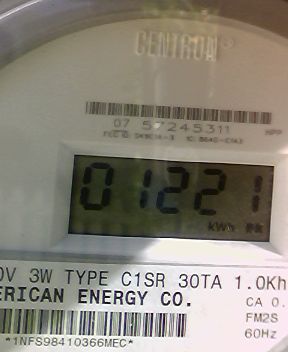 CENTRON®
07 57245311
HPP
01221
kWh
0V 3W TYPE C1SR 30TA 1.0Kh
ERICAN ENERGY CO.
CA 0.
FM2S
60Hz
*1NFS98410366MEC*